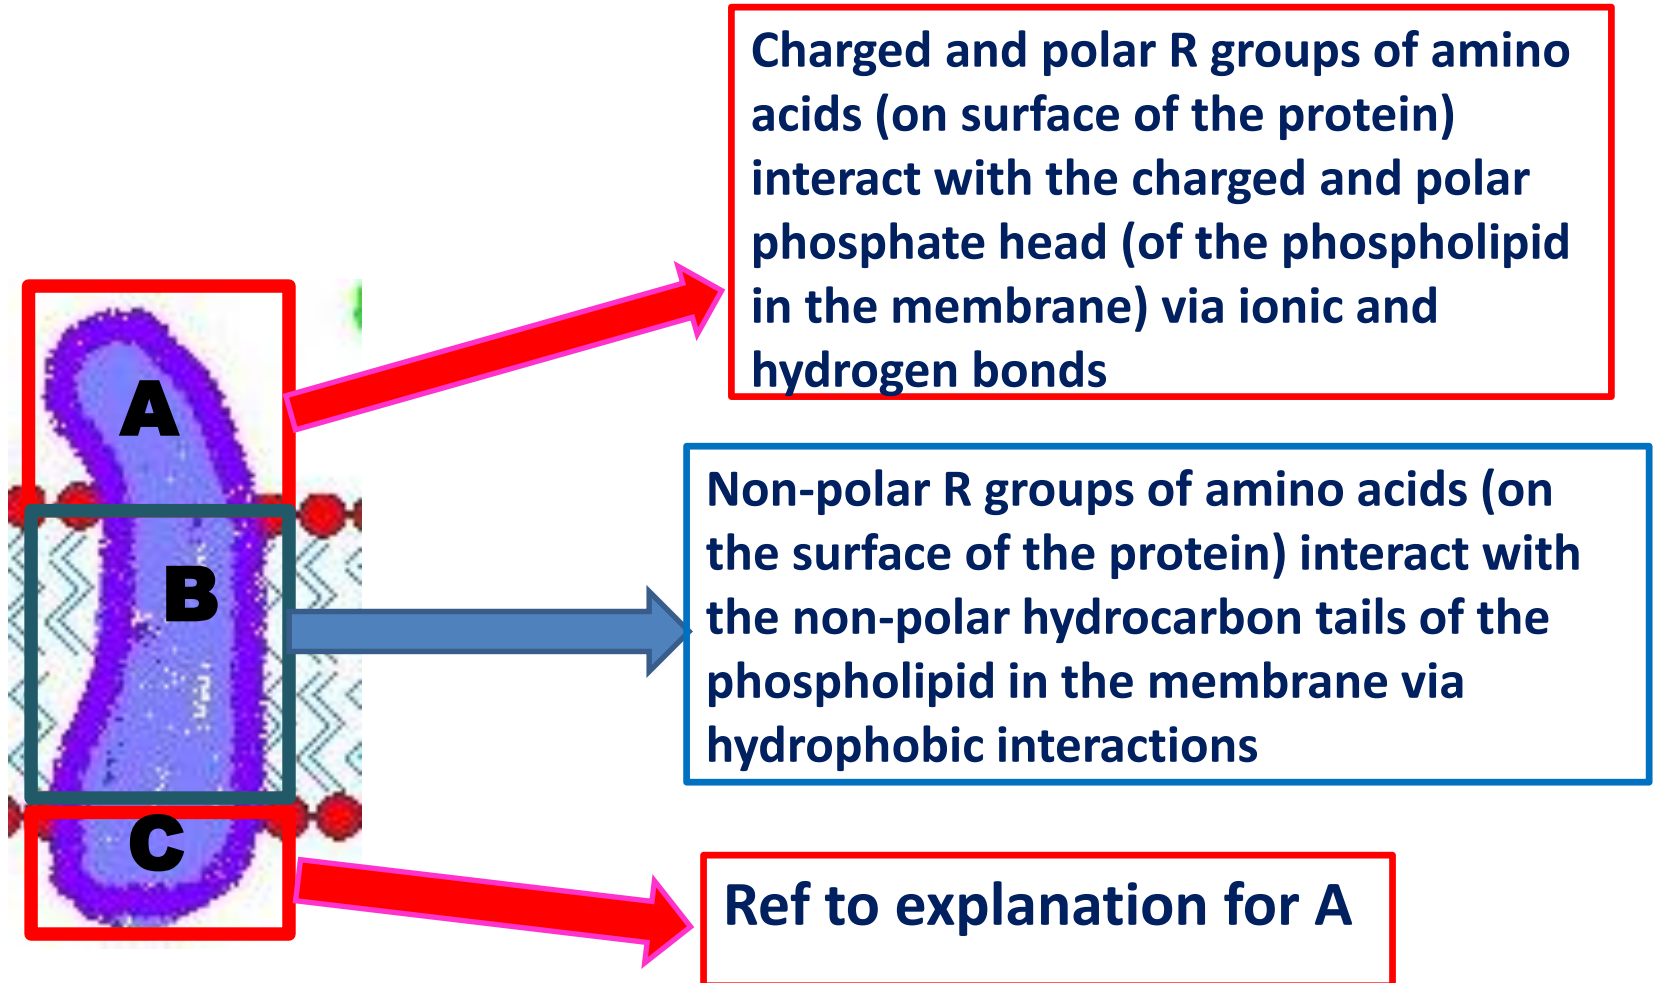 Charged and polar R groups of amino
acids (on surface of the protein)
interact with the charged and polar
phosphate head (of the phospholipid
in the membrane) via ionic and
hydrogen bonds
A
Non-polar R groups of amino acids (on
the surface of the protein) interact with
the non-polar hydrocarbon tails of the
phospholipid in the membrane via
hydrophobic interactions
B
C
Ref to explanation for A